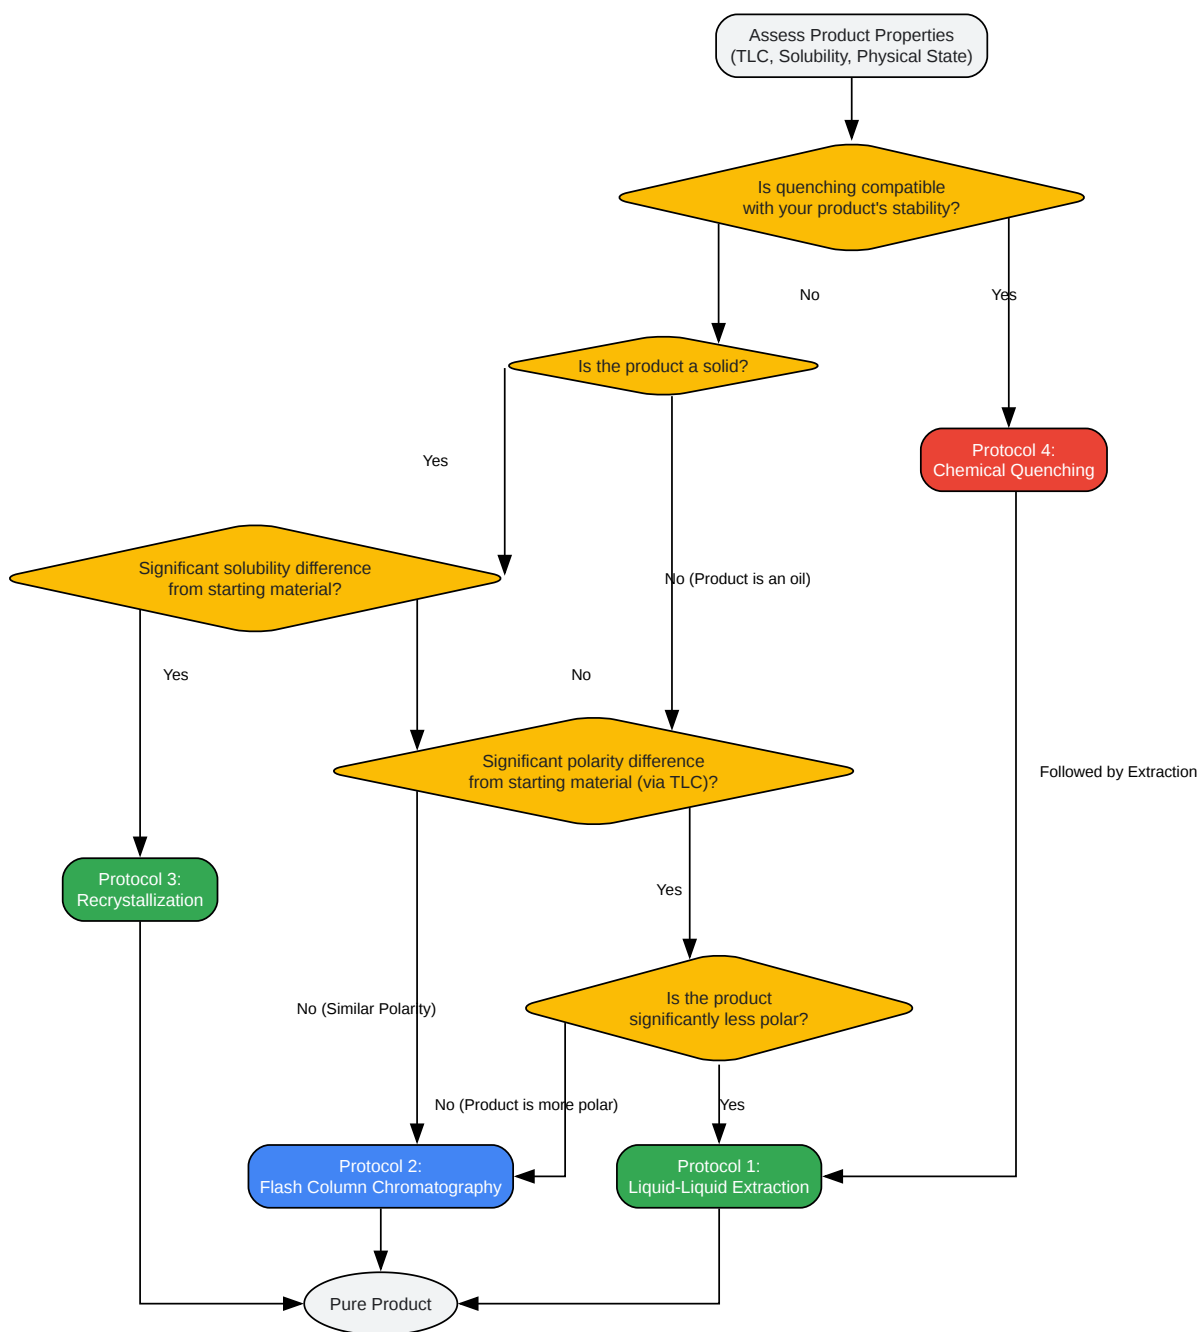 Assess Product Properties
(TLC, Solubility, Physical State)
Is quenching compatible
with your product's stability?
No
Yes
Is the product a solid?
Yes
Protocol 4:
Chemical Quenching
Significant solubility difference
from starting material?
No (Product is an oil)
Yes
No
Significant polarity difference
from starting material (via TLC)?
Followed by Extraction
Protocol 3:
Recrystallization
Yes
No (Similar Polarity)
Is the product
significantly less polar?
No (Product is more polar)
Yes
Protocol 2:
Flash Column Chromatography
Protocol 1:
Liquid-Liquid Extraction
Pure Product